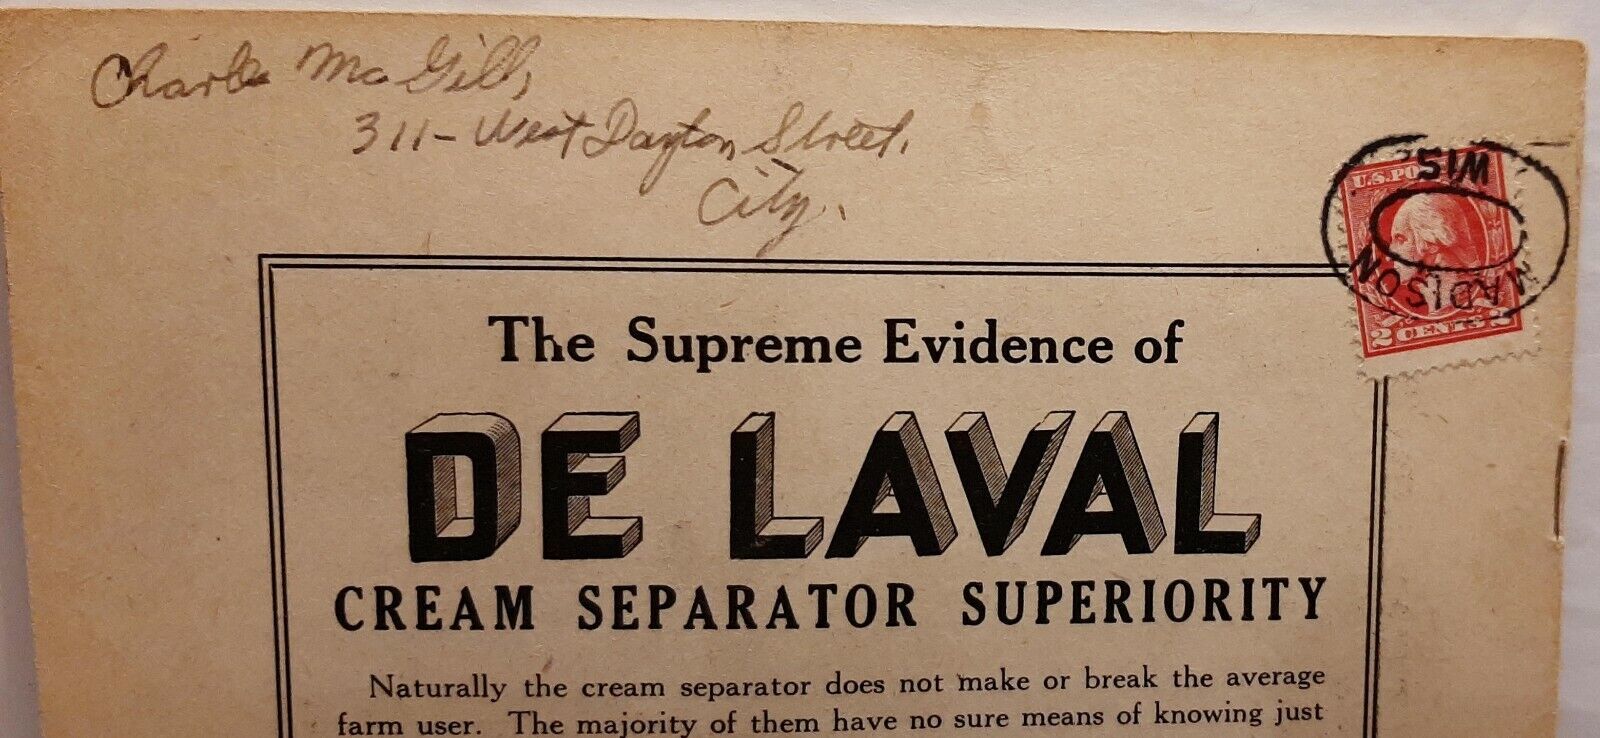 Charles McGill,
311 - West Dayton Street,
City.
U.S. PO
WIS
MADISON
2 CENTS 2
The Supreme Evidence of
DE LAVAL
CREAM SEPARATOR SUPERIORITY
Naturally the cream separator does not make or break the average
farm user. The majority of them have no sure means of knowing just